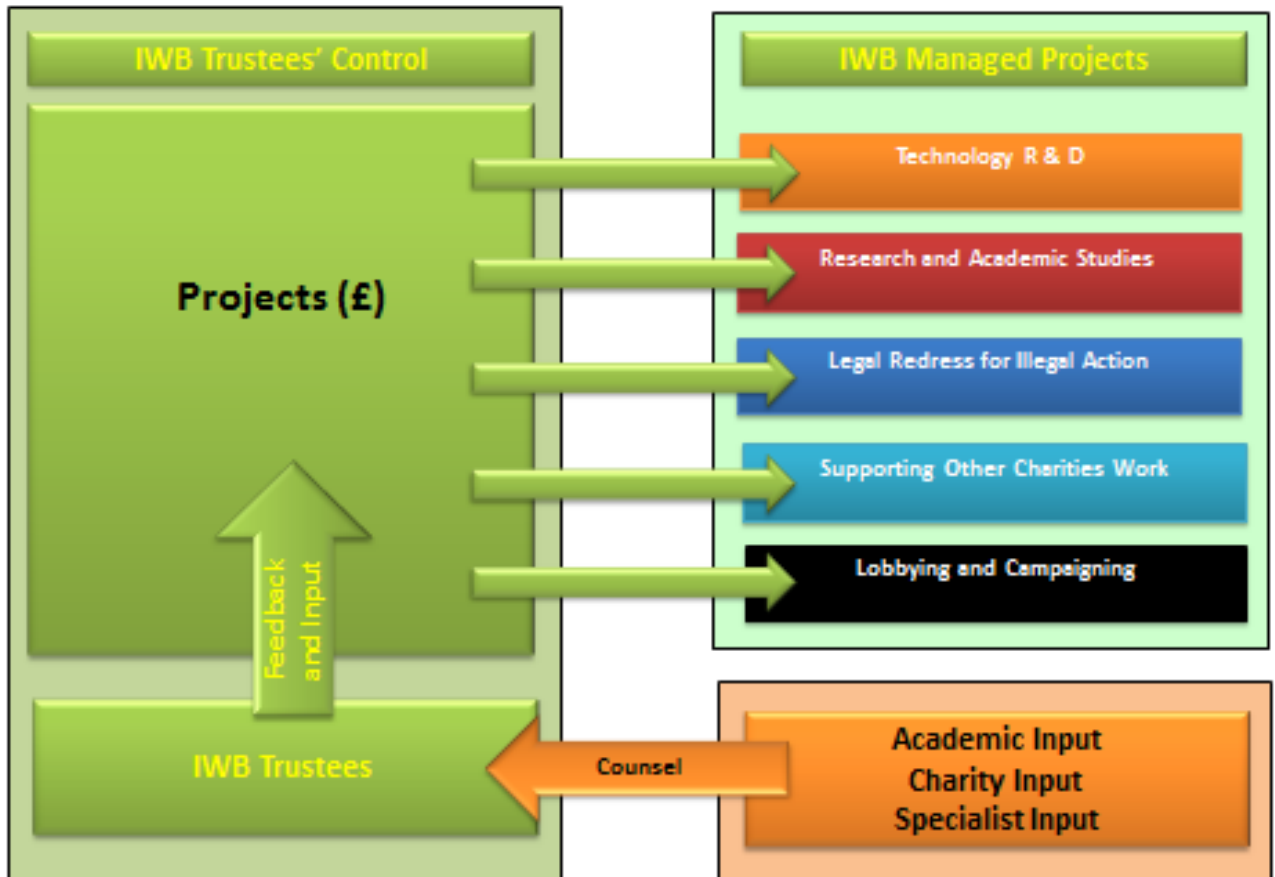 IWB Trustees' Control
Projects (£)
Feedback
and Input
IWB Trustees
IWB Managed Projects
Technology R & D
Research and Academic Studies
Legal Redress for Illegal Action
Supporting Other Charities Work
Lobbying and Campaigning
Counsel
Academic Input
Charity Input
Specialist Input